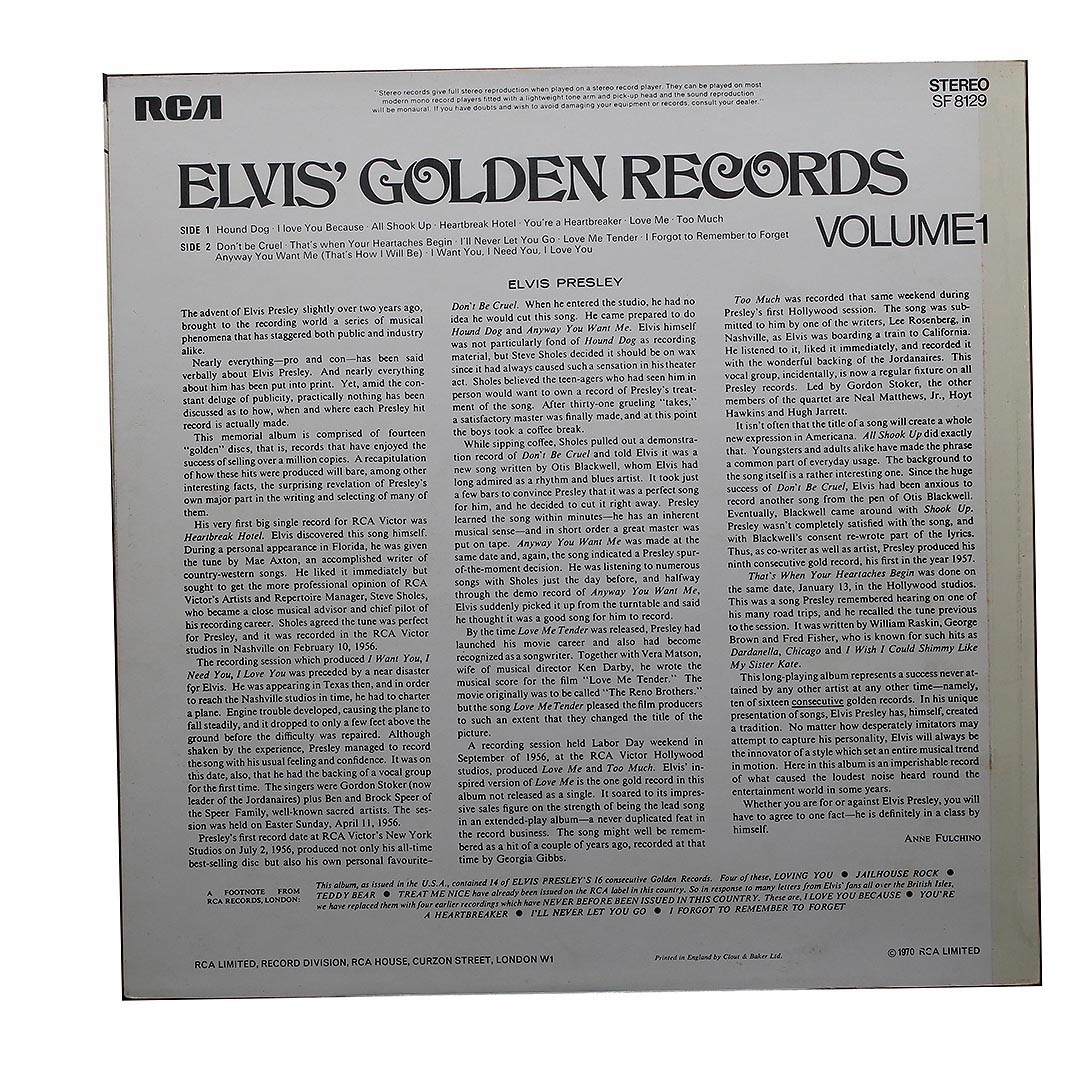 RCA
"Stereo records give full stereo reproduction when played on a stereo record player. They can be played on most
modern mono record players fitted with a lightweight tone arm and pick-up head and the sound reproduction
will be monaural. If you have doubts and wish to avoid damaging your equipment or records, consult your dealer."
STEREO
SF 8129
ELVIS' GOLDEN RECORDS
VOLUME 1
SIDE 1 Hound Dog · I love You Because · All Shook Up · Heartbreak Hotel · You're a Heartbreaker · Love Me · Too Much
SIDE 2 Don't be Cruel · That's when Your Heartaches Begin · I'll Never Let You Go · Love Me Tender · I Forgot to Remember to Forget
Anyway You Want Me (That's How I Will Be) · I Want You, I Need You, I Love You
ELVIS PRESLEY
The advent of Elvis Presley slightly over two years ago,
brought to the recording world a series of musical
phenomena that has staggered both public and industry
alike.
Nearly everything—pro and con—has been said
verbally about Elvis Presley. And nearly everything
about him has been put into print. Yet, amid the con-
stant deluge of publicity, practically nothing has been
discussed as to how, when and where each Presley hit
record is actually made.
This memorial album is comprised of fourteen
"golden" discs, that is, records that have enjoyed the
success of selling over a million copies. A recapitulation
of how these hits were produced will bare, among other
interesting facts, the surprising revelation of Presley's
own major part in the writing and selecting of many of
them.
His very first big single record for RCA Victor was
Heartbreak Hotel. Elvis discovered this song himself.
During a personal appearance in Florida, he was given
the tune by Mae Axton, an accomplished writer of
country-western songs. He liked it immediately but
sought to get the more professional opinion of RCA
Victor's Artists and Repertoire Manager, Steve Sholes,
who became a close musical advisor and chief pilot of
his recording career. Sholes agreed the tune was perfect
for Presley, and it was recorded in the RCA Victor
studios in Nashville on February 10, 1956.
The recording session which produced I Want You, I
Need You, I Love You was preceded by a near disaster
for Elvis. He was appearing in Texas then, and in order
to reach the Nashville studios in time, he had to charter
a plane. Engine trouble developed, causing the plane to
fall steadily, and it dropped to only a few feet above the
ground before the difficulty was repaired. Although
shaken by the experience, Presley managed to record
the song with his usual feeling and confidence. It was on
this date, also, that he had the backing of a vocal group
for the first time. The singers were Gordon Stoker (now
leader of the Jordanaires) plus Ben and Brock Speer of
the Speer Family, well-known sacred artists. The ses-
sion was held on Easter Sunday, April 11, 1956.
Presley's first record date at RCA Victor's New York
Studios on July 2, 1956, produced not only his all-time
best-selling disc but also his own personal favourite—
Don't Be Cruel. When he entered the studio, he had no
idea he would cut this song. He came prepared to do
Hound Dog and Anyway You Want Me. Elvis himself
was not particularly fond of Hound Dog as recording
material, but Steve Sholes decided it should be on wax
since it had always caused such a sensation in his theater
act. Sholes believed the teen-agers who had seen him in
person would want to own a record of Presley's treat-
ment of the song. After thirty-one grueling "takes,"
a satisfactory master was finally made, and at this point
the boys took a coffee break.
While sipping coffee, Sholes pulled out a demonstra-
tion record of Don't Be Cruel and told Elvis it was a
new song written by Otis Blackwell, whom Elvis had
long admired as a rhythm and blues artist. It took just
a few bars to convince Presley that it was a perfect song
for him, and he decided to cut it right away. Presley
learned the song within minutes—he has an inherent
musical sense—and in short order a great master was
put on tape. Anyway You Want Me was made at the
same date and, again, the song indicated a Presley spur-
of-the-moment decision. He was listening to numerous
songs with Sholes just the day before, and halfway
through the demo record of Anyway You Want Me,
Elvis suddenly picked it up from the turntable and said
he thought it was a good song for him to record.
By the time Love Me Tender was released, Presley had
launched his movie career and also had become
recognized as a songwriter. Together with Vera Matson,
wife of musical director Ken Darby, he wrote the
musical score for the film "Love Me Tender." The
movie originally was to be called "The Reno Brothers."
but the song Love Me Tender pleased the film producers
to such an extent that they changed the title of the
picture.
A recording session held Labor Day weekend in
September of 1956, at the RCA Victor Hollywood
studios, produced Love Me and Too Much. Elvis' in-
spired version of Love Me is the one gold record in this
album not released as a single. It soared to its impres-
sive sales figure on the strength of being the lead song
in an extended-play album—a never duplicated feat in
the record business. The song might well be remem-
bered as a hit of a couple of years ago, recorded at that
time by Georgia Gibbs.
Too Much was recorded that same weekend during
Presley's first Hollywood session. The song was sub-
mitted to him by one of the writers, Lee Rosenberg, in
Nashville, as Elvis was boarding a train to California.
He listened to it, liked it immediately, and recorded it
with the wonderful backing of the Jordanaires. This
vocal group, incidentally, is now a regular fixture on all
Presley records. Led by Gordon Stoker, the other
members of the quartet are Neal Matthews, Jr., Hoyt
Hawkins and Hugh Jarrett.
It isn't often that the title of a song will create a whole
new expression in Americana. All Shook Up did exactly
that. Youngsters and adults alike have made the phrase
a common part of everyday usage. The background to
the song itself is a rather interesting one. Since the huge
success of Don't Be Cruel, Elvis had been anxious to
record another song from the pen of Otis Blackwell.
Eventually, Blackwell came around with Shook Up.
Presley wasn't completely satisfied with the song, and
with Blackwell's consent re-wrote part of the lyrics.
Thus, as co-writer as well as artist, Presley produced his
ninth consecutive gold record, his first in the year 1957.
That's When Your Heartaches Begin was done on
the same date, January 13, in the Hollywood studios.
This was a song Presley remembered hearing on one of
his many road trips, and he recalled the tune previous
to the session. It was written by William Raskin, George
Brown and Fred Fisher, who is known for such hits as
Dardanella, Chicago and I Wish I Could Shimmy Like
My Sister Kate.
This long-playing album represents a success never at-
tained by any other artist at any other time—namely,
ten of sixteen consecutive golden records. In his unique
presentation of songs, Elvis Presley has, himself, created
a tradition. No matter how desperately imitators may
attempt to capture his personality, Elvis will always be
the innovator of a style which set an entire musical trend
in motion. Here in this album is an imperishable record
of what caused the loudest noise heard round the
entertainment world in some years.
Whether you are for or against Elvis Presley, you will
have to agree to one fact—he is definitely in a class by
himself.
ANNE FULCHINO
A FOOTNOTE FROM
RCA RECORDS, LONDON:
This album, as issued in the U.S.A., contained 14 of ELVIS PRESLEY'S 16 consecutive Golden Records. Four of these, LOVING YOU ● JAILHOUSE ROCK ●
TEDDY BEAR ● TREAT ME NICE have already been issued on the RCA label in this country. So in response to many letters from Elvis' fans all over the British Isles,
we have replaced them with four earlier recordings which have NEVER BEFORE BEEN ISSUED IN THIS COUNTRY. These are, I LOVE YOU BECAUSE ● YOU'RE
A HEARTBREAKER ● I'LL NEVER LET YOU GO ● I FORGOT TO REMEMBER TO FORGET
RCA LIMITED, RECORD DIVISION, RCA HOUSE, CURZON STREET, LONDON W1
Printed in England by Clout & Baker Ltd.
© 1970 RCA LIMITED